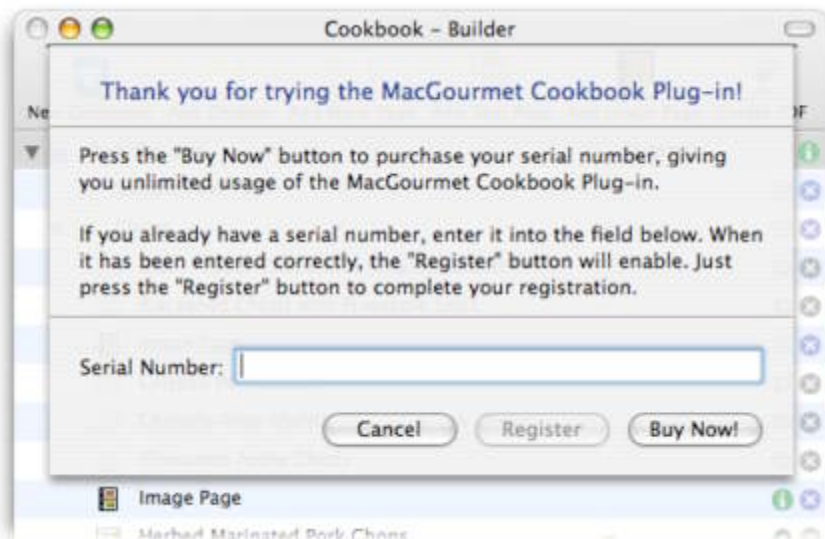 Cookbook – Builder
Thank you for trying the MacGourmet Cookbook Plug-in!
Press the "Buy Now" button to purchase your serial number, giving
you unlimited usage of the MacGourmet Cookbook Plug-in.
If you already have a serial number, enter it into the field below. When
it has been entered correctly, the "Register" button will enable. Just
press the "Register" button to complete your registration.
Serial Number:
Cancel Register Buy Now!
Image Page
Herbed Marinated Pork Chops